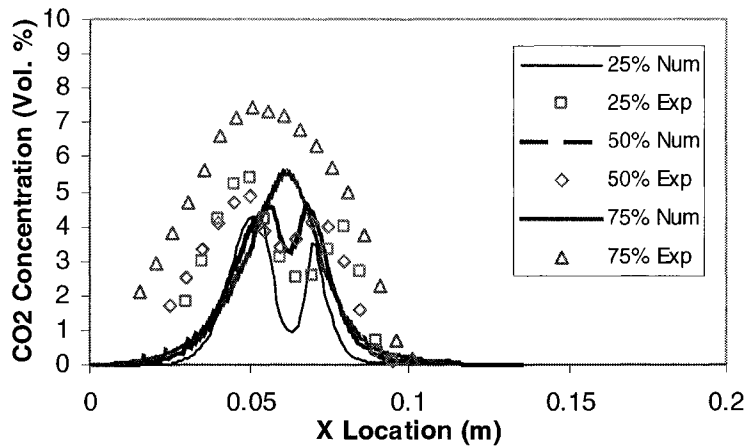 10
9
8
7
6
5
4
3
2
1
0
CO2 Concentration (Vol. %)
0
0.05
0.1
0.15
0.2
X Location (m)
25% Num
25% Exp
50% Num
50% Exp
75% Num
75% Exp